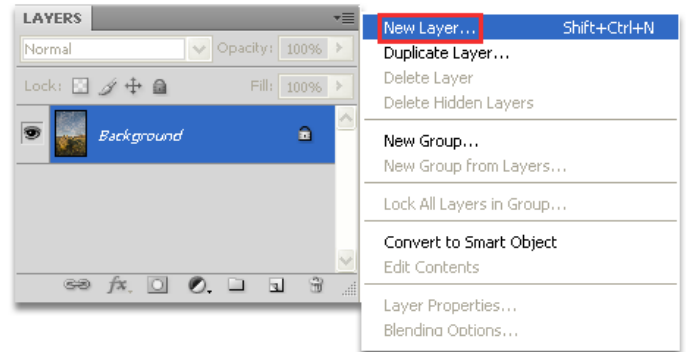 LAYERS
Normal Opacity: 100%
Lock: Fill: 100%
Background
fx.
New Layer... Shift+Ctrl+N
Duplicate Layer...
Delete Layer
Delete Hidden Layers
New Group...
New Group from Layers...
Lock All Layers in Group...
Convert to Smart Object
Edit Contents
Layer Properties...
Blending Options...